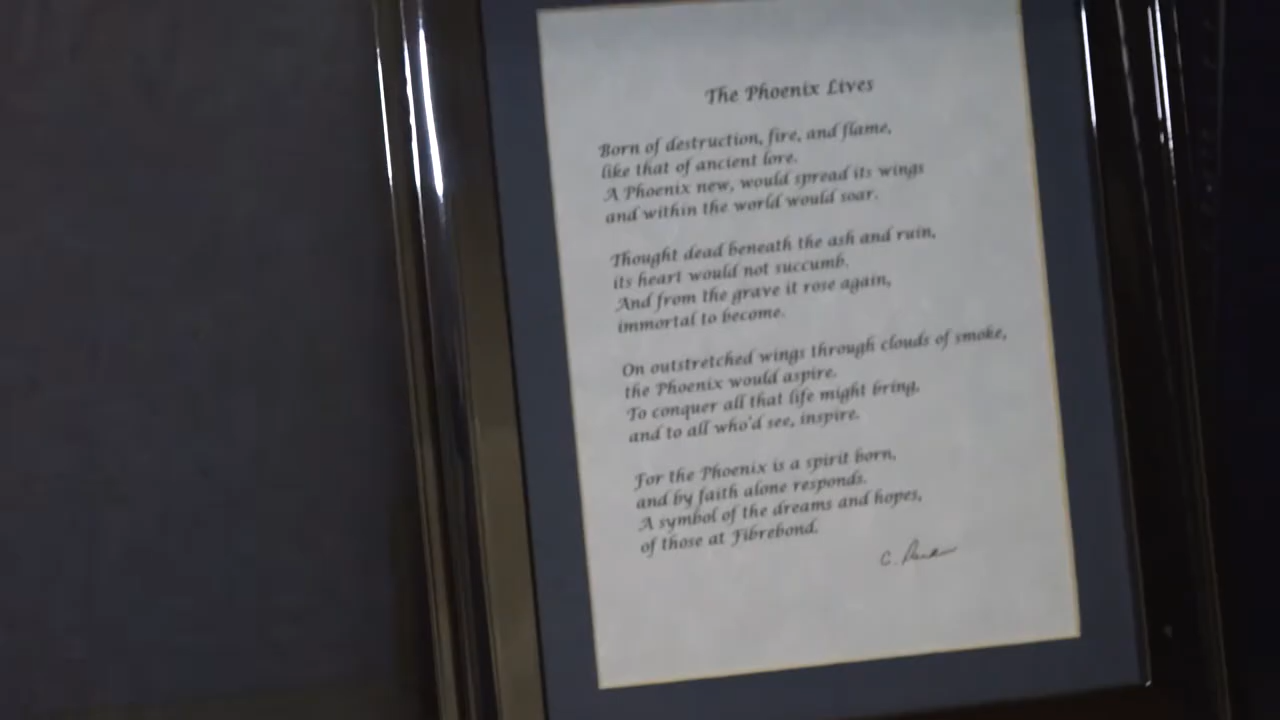 The Phoenix Lives
Born of destruction, fire, and flame,
like that of ancient lore.
A Phoenix new, would spread its wings
and within the world would soar.
Thought dead beneath the ash and ruin,
its heart would not succumb.
And from the grave it rose again,
immortal to become.
On outstretched wings through clouds of smoke,
the Phoenix would aspire.
To conquer all that life might bring,
and to all who'd see, inspire.
For the Phoenix is a spirit born,
and by faith alone responds.
A symbol of the dreams and hopes,
of those at Fibrebond.
C.